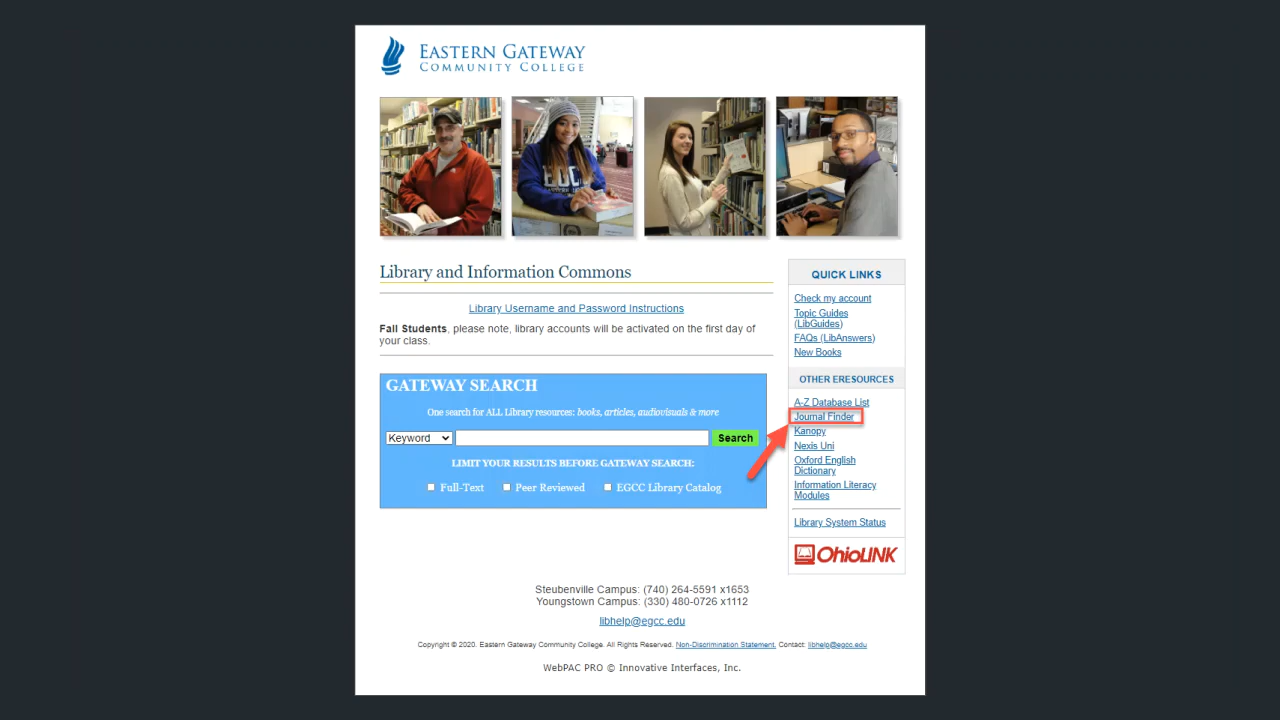 EASTERN GATEWAY
COMMUNITY COLLEGE
EGCC
Library and Information Commons
Library Username and Password Instructions
Fall Students, please note, library accounts will be activated on the first day of
your class.
GATEWAY SEARCH
One search for ALL Library resources: books, articles, audiovisuals & more
Keyword
Search
LIMIT YOUR RESULTS BEFORE GATEWAY SEARCH:
Full-Text Peer Reviewed EGCC Library Catalog
QUICK LINKS
Check my account
Topic Guides
(LibGuides)
FAQs (LibAnswers)
New Books
OTHER ERESOURCES
A-Z Database List
Journal Finder
Kanopy
Nexis Uni
Oxford English
Dictionary
Information Literacy
Modules
Library System Status
OhioLINK
Steubenville Campus: (740) 264-5591 x1653
Youngstown Campus: (330) 480-0726 x1112
libhelp@egcc.edu
Copyright © 2020. Eastern Gateway Community College. All Rights Reserved. Non-Discrimination Statement. Contact: libhelp@egcc.edu
WebPAC PRO © Innovative Interfaces, Inc.